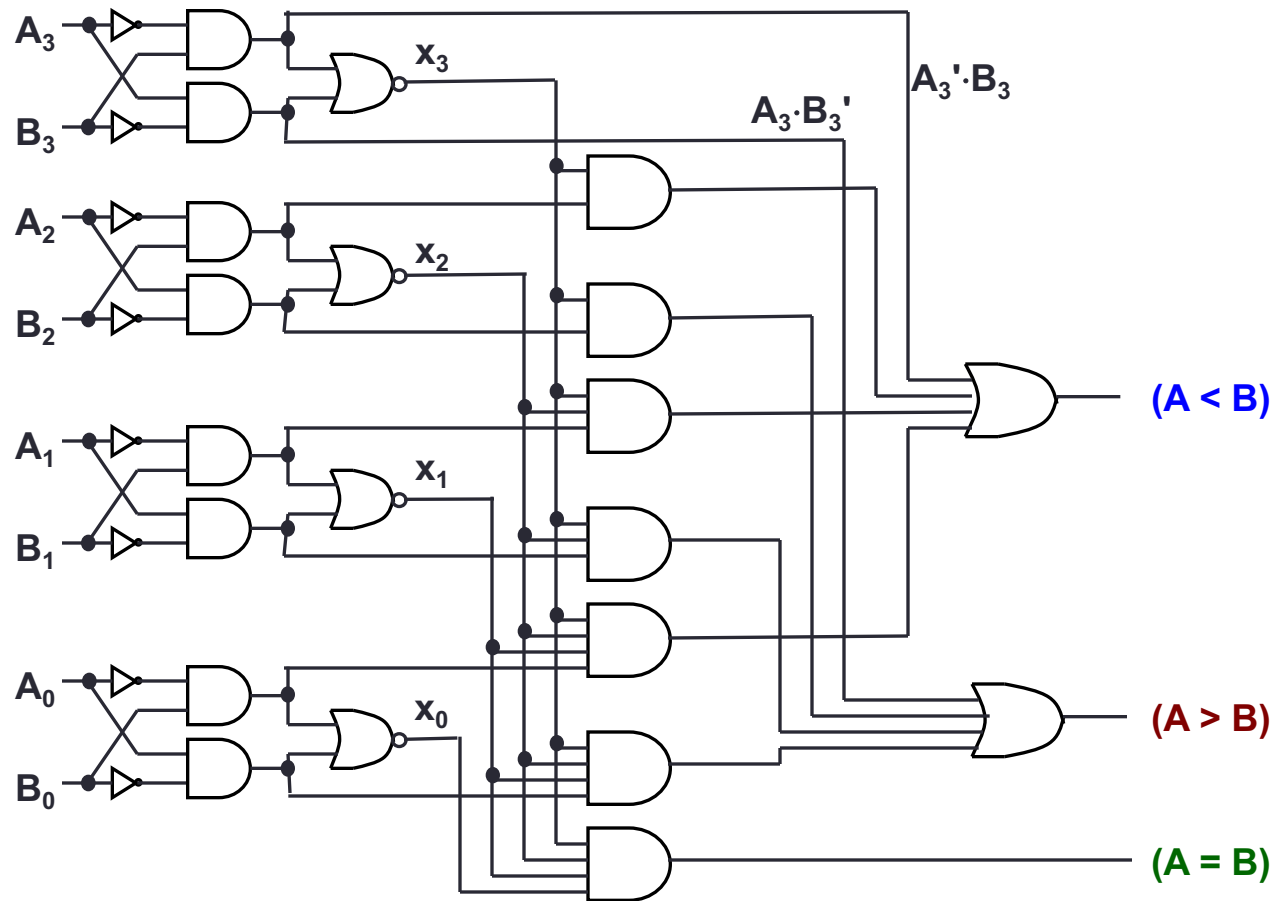 A₃
x₃
A₃'·B₃
A₃·B₃'
B₃
A₂
x₂
B₂
(A < B)
A₁
x₁
B₁
A₀
x₀
(A > B)
B₀
(A = B)